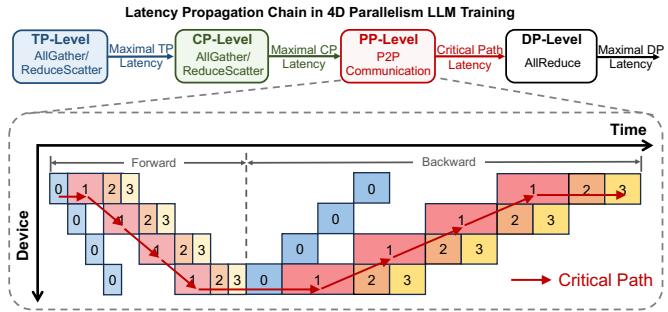 Latency Propagation Chain in 4D Parallelism LLM Training
TP-Level
AllGather/
ReduceScatter
Maximal TP
Latency
CP-Level
AllGather/
ReduceScatter
Maximal CP
Latency
PP-Level
P2P
Communication
Critical Path
Latency
DP-Level
AllReduce
Maximal DP
Latency
Time
Device
Forward
Backward
0 1 2 3 0 1 2 3
0 1 2 3 0 1 2 3
0 1 2 3 0 1 2 3
0 1 2 3 0 1 2 3
Critical Path